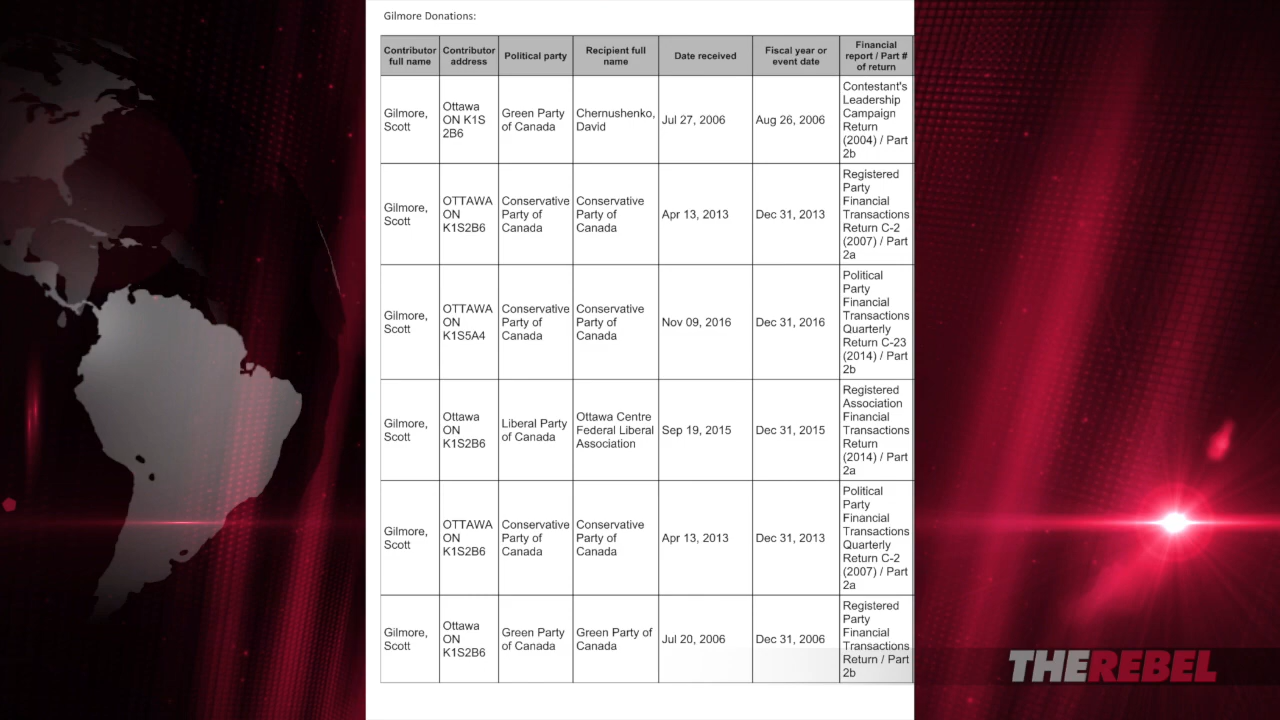 Gilmore Donations:
Contributor full name | Contributor address | Political party | Recipient full name | Date received | Fiscal year or event date | Financial report / Part # of return
Gilmore, Scott | Ottawa ON K1S 2B6 | Green Party of Canada | Chernushenko, David | Jul 27, 2006 | Aug 26, 2006 | Contestant's Leadership Campaign Return (2004) / Part 2b
Gilmore, Scott | OTTAWA ON K1S2B6 | Conservative Party of Canada | Conservative Party of Canada | Apr 13, 2013 | Dec 31, 2013 | Registered Party Financial Transactions Return C-2 (2007) / Part 2a
Gilmore, Scott | OTTAWA ON K1S5A4 | Conservative Party of Canada | Conservative Party of Canada | Nov 09, 2016 | Dec 31, 2016 | Political Party Financial Transactions Quarterly Return C-23 (2014) / Part 2b
Gilmore, Scott | Ottawa ON K1S2B6 | Liberal Party of Canada | Ottawa Centre Federal Liberal Association | Sep 19, 2015 | Dec 31, 2015 | Registered Association Financial Transactions Return (2014) / Part 2a
Gilmore, Scott | OTTAWA ON K1S2B6 | Conservative Party of Canada | Conservative Party of Canada | Apr 13, 2013 | Dec 31, 2013 | Political Party Financial Transactions Quarterly Return C-2 (2007) / Part 2a
Gilmore, Scott | Ottawa ON K1S2B6 | Green Party of Canada | Green Party of Canada | Jul 20, 2006 | Dec 31, 2006 | Registered Party Financial Transactions Return / Part 2b
THEREBEL